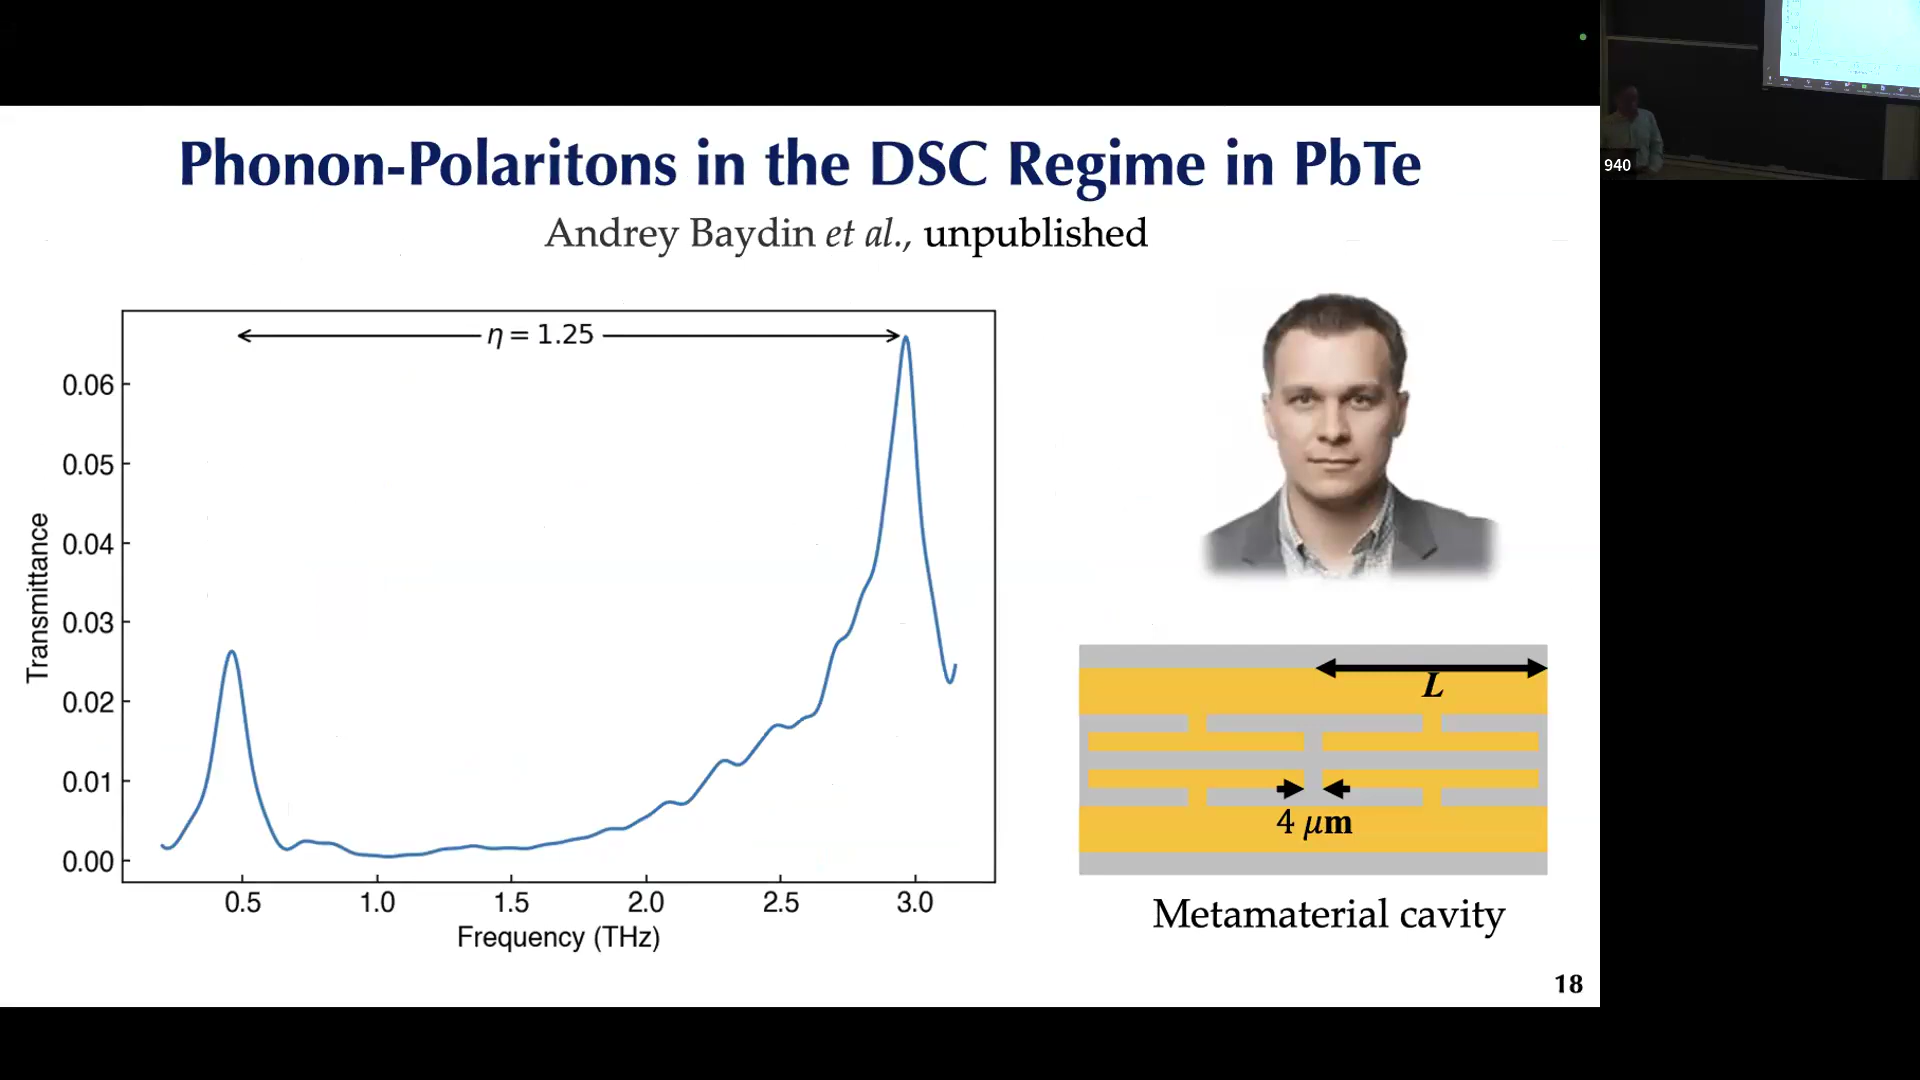 Phonon-Polaritons in the DSC Regime in PbTe
Andrey Baydin et al., unpublished
940
η = 1.25
0.06
0.05
0.04
0.03
0.02
0.01
0.00
Transmittance
0.5 1.0 1.5 2.0 2.5 3.0
Frequency (THz)
L
4 μm
Metamaterial cavity
18